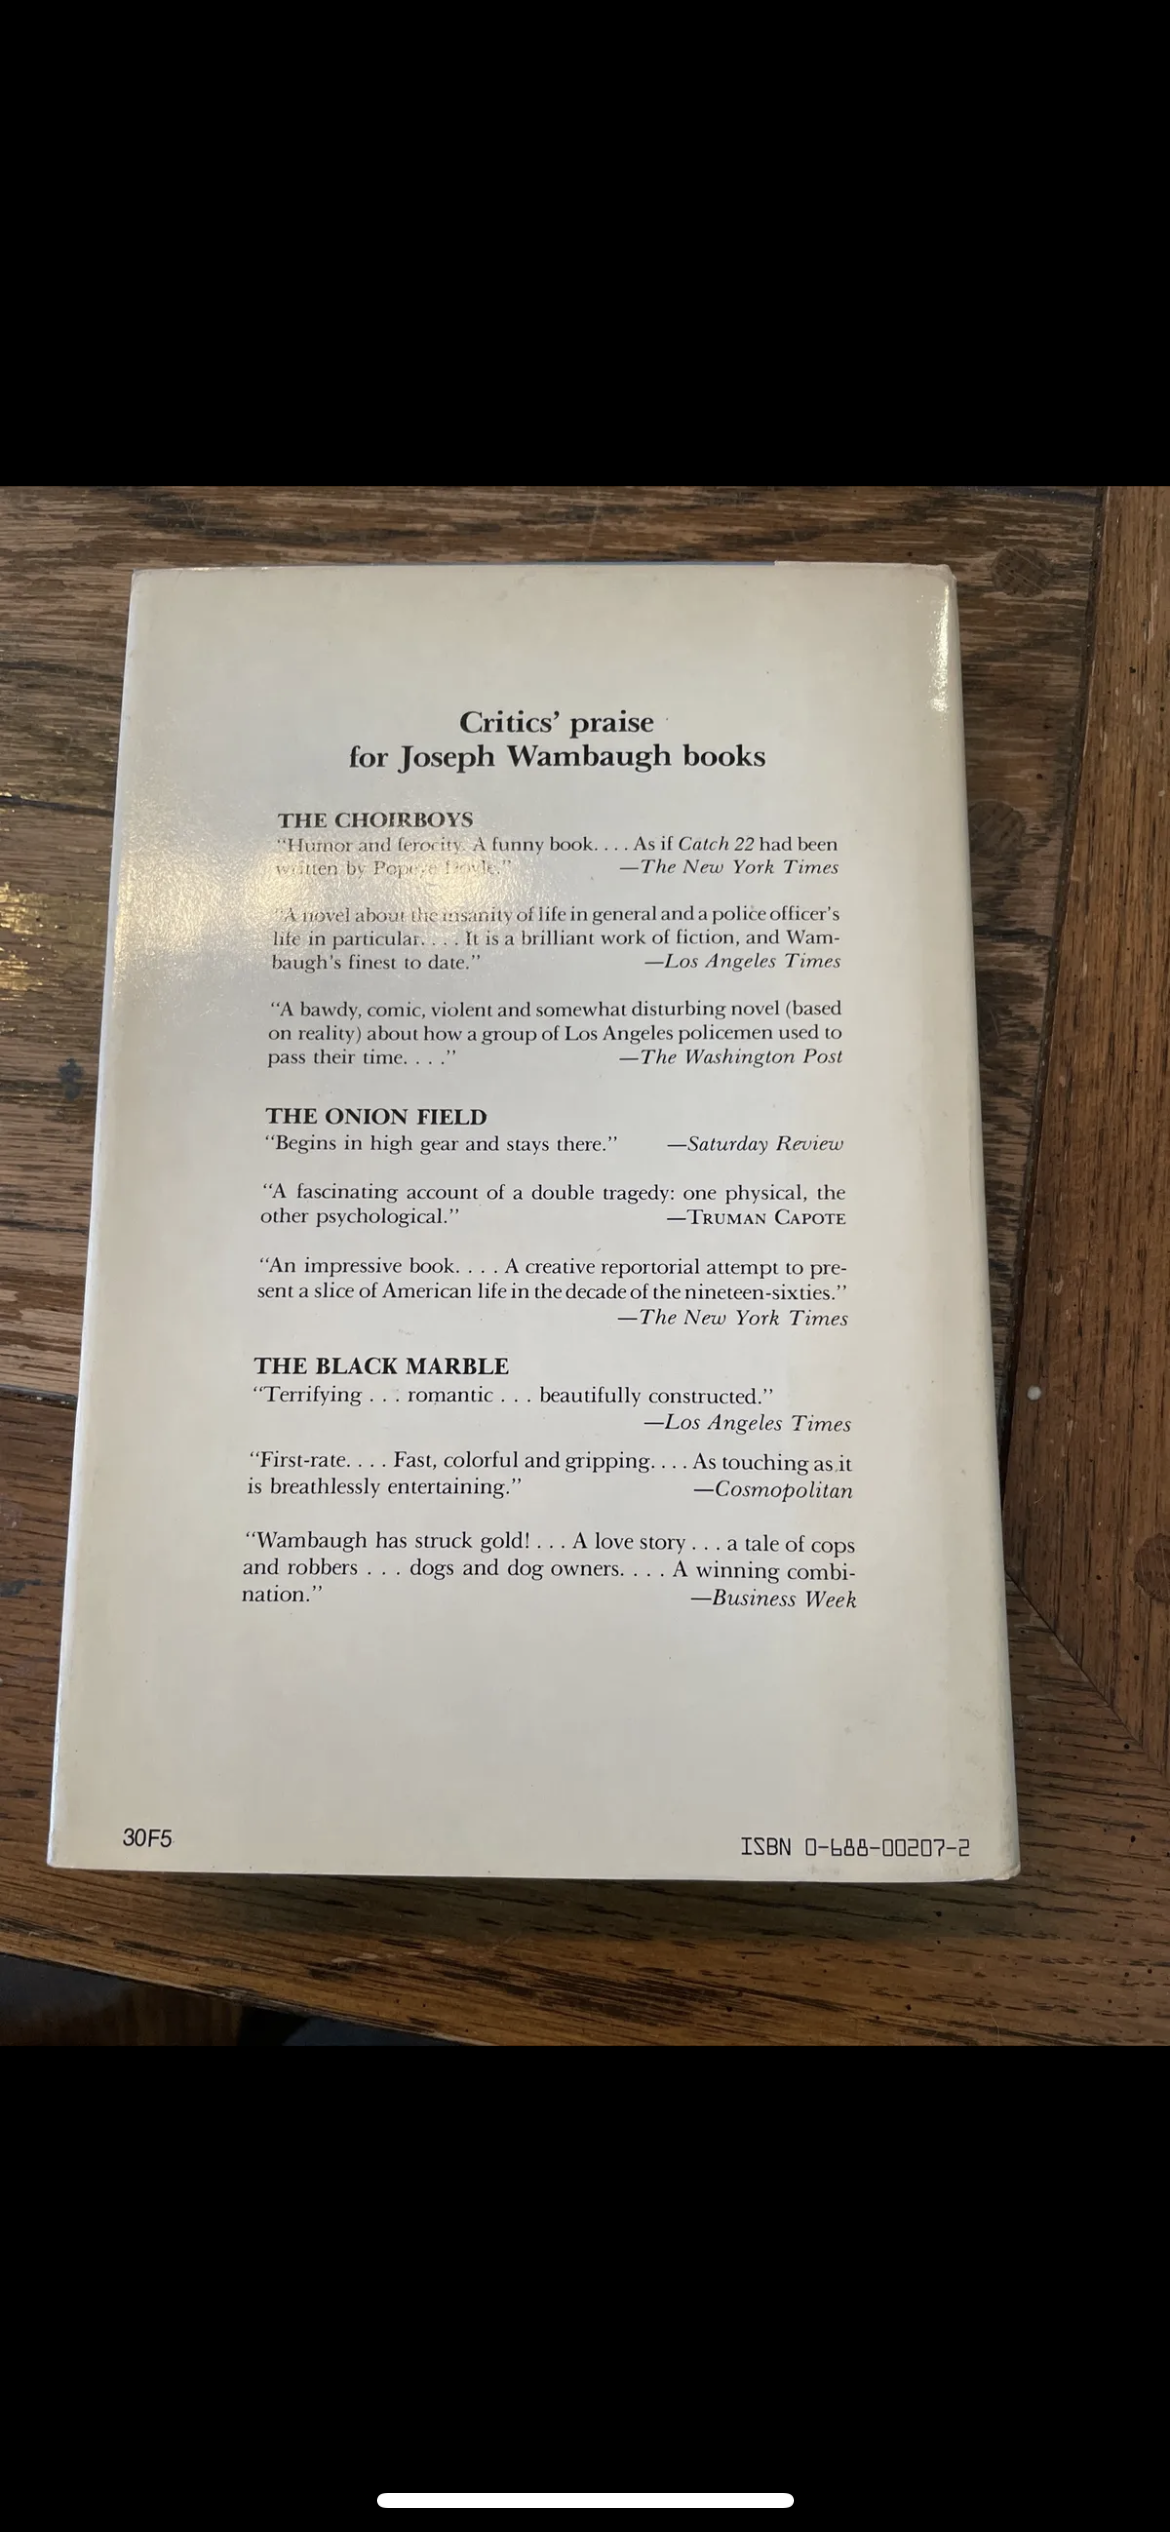 Critics’ praise
for Joseph Wambaugh books
THE CHOIRBOYS
“Humor and ferocity. A funny book. . . . As if Catch 22 had been
written by Popeye Doyle.” —The New York Times
“A novel about the insanity of life in general and a police officer’s
life in particular. . . . It is a brilliant work of fiction, and Wam-
baugh’s finest to date.” —Los Angeles Times
“A bawdy, comic, violent and somewhat disturbing novel (based
on reality) about how a group of Los Angeles policemen used to
pass their time. . . .” —The Washington Post
THE ONION FIELD
“Begins in high gear and stays there.” —Saturday Review
“A fascinating account of a double tragedy: one physical, the
other psychological.” —TRUMAN CAPOTE
“An impressive book. . . . A creative reportorial attempt to pre-
sent a slice of American life in the decade of the nineteen-sixties.”
—The New York Times
THE BLACK MARBLE
“Terrifying . . . romantic . . . beautifully constructed.”
—Los Angeles Times
“First-rate. . . . Fast, colorful and gripping. . . . As touching as it
is breathlessly entertaining.” —Cosmopolitan
“Wambaugh has struck gold! . . . A love story . . . a tale of cops
and robbers . . . dogs and dog owners. . . . A winning combi-
nation.” —Business Week
30F5 ISBN 0-688-00207-2